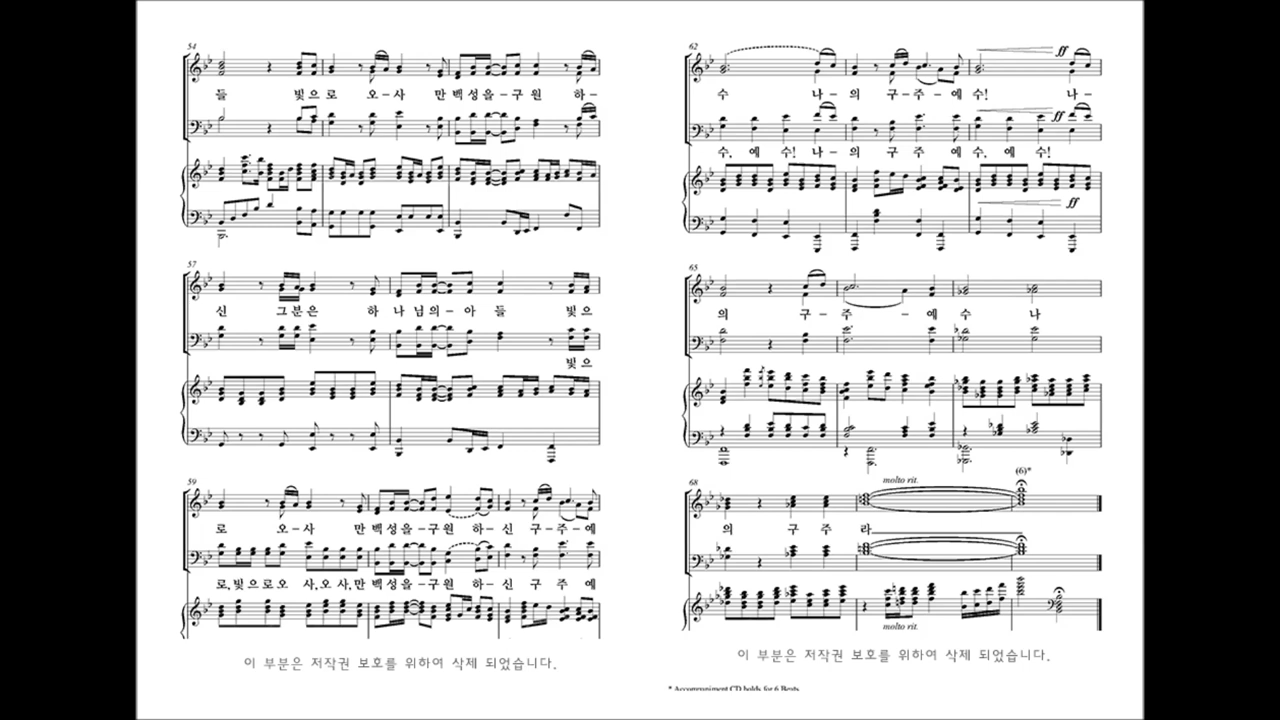 54
들 빛으로 오-사 만백성을-구원 하-
57
신 그분은 하 나 님의-아 들 빛으
빛으
59
로 오-사 만백성을-구원 하-신 구-주-예
로,빛으로오 사,오사,만 백성을-구원 하-신 구 주 예
이 부분은 저작권 보호를 위하여 삭제 되었습니다.
62
ff
수 나-의 구-주-예 수! 나-
ff
수, 예 수! 나-의 구 주 예 수, 예 수!
ff
65
의 구-주 -예 수 나
68
molto rit.
(6)*
의 구 주 라
molto rit.
이 부분은 저작권 보호를 위하여 삭제 되었습니다.
* Accompaniment CD holds for 6 Beats